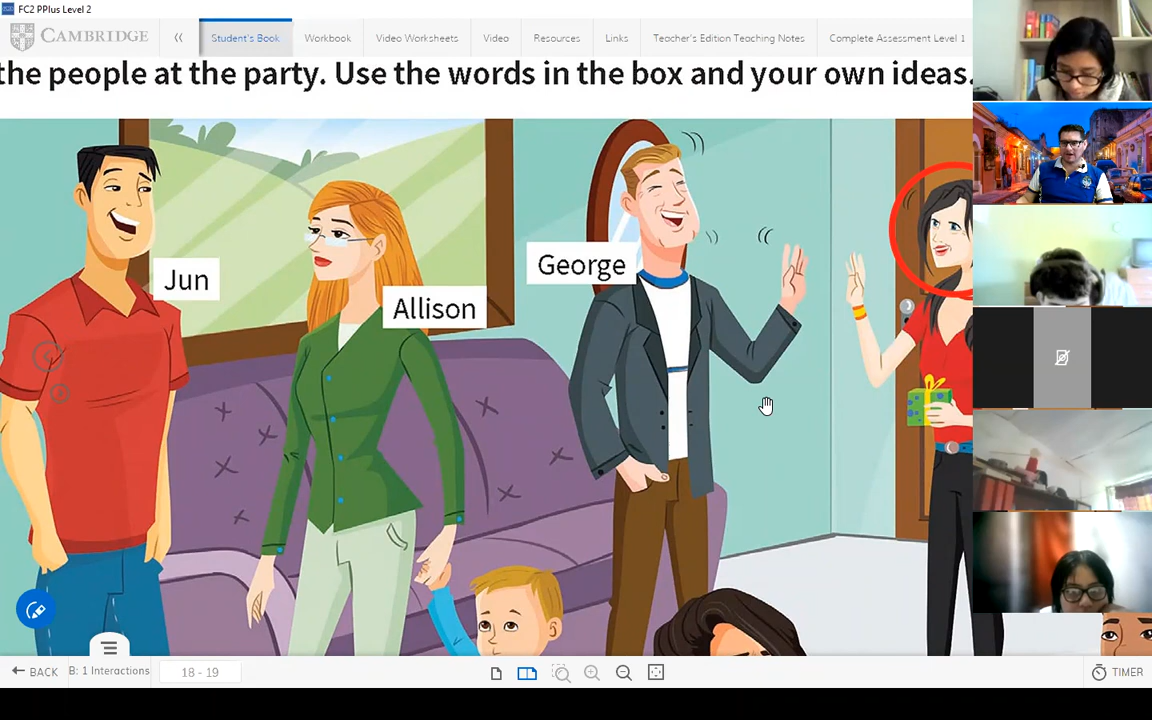 FC2 PPlus Level 2
CAMBRIDGE
Student's Book
Workbook
Video Worksheets
Video
Resources
Links
Teacher's Edition Teaching Notes
Complete Assessment Level 1
the people at the party. Use the words in the box and your own ideas.
Jun
Allison
George
BACK
B: 1 Interactions
18 - 19
TIMER